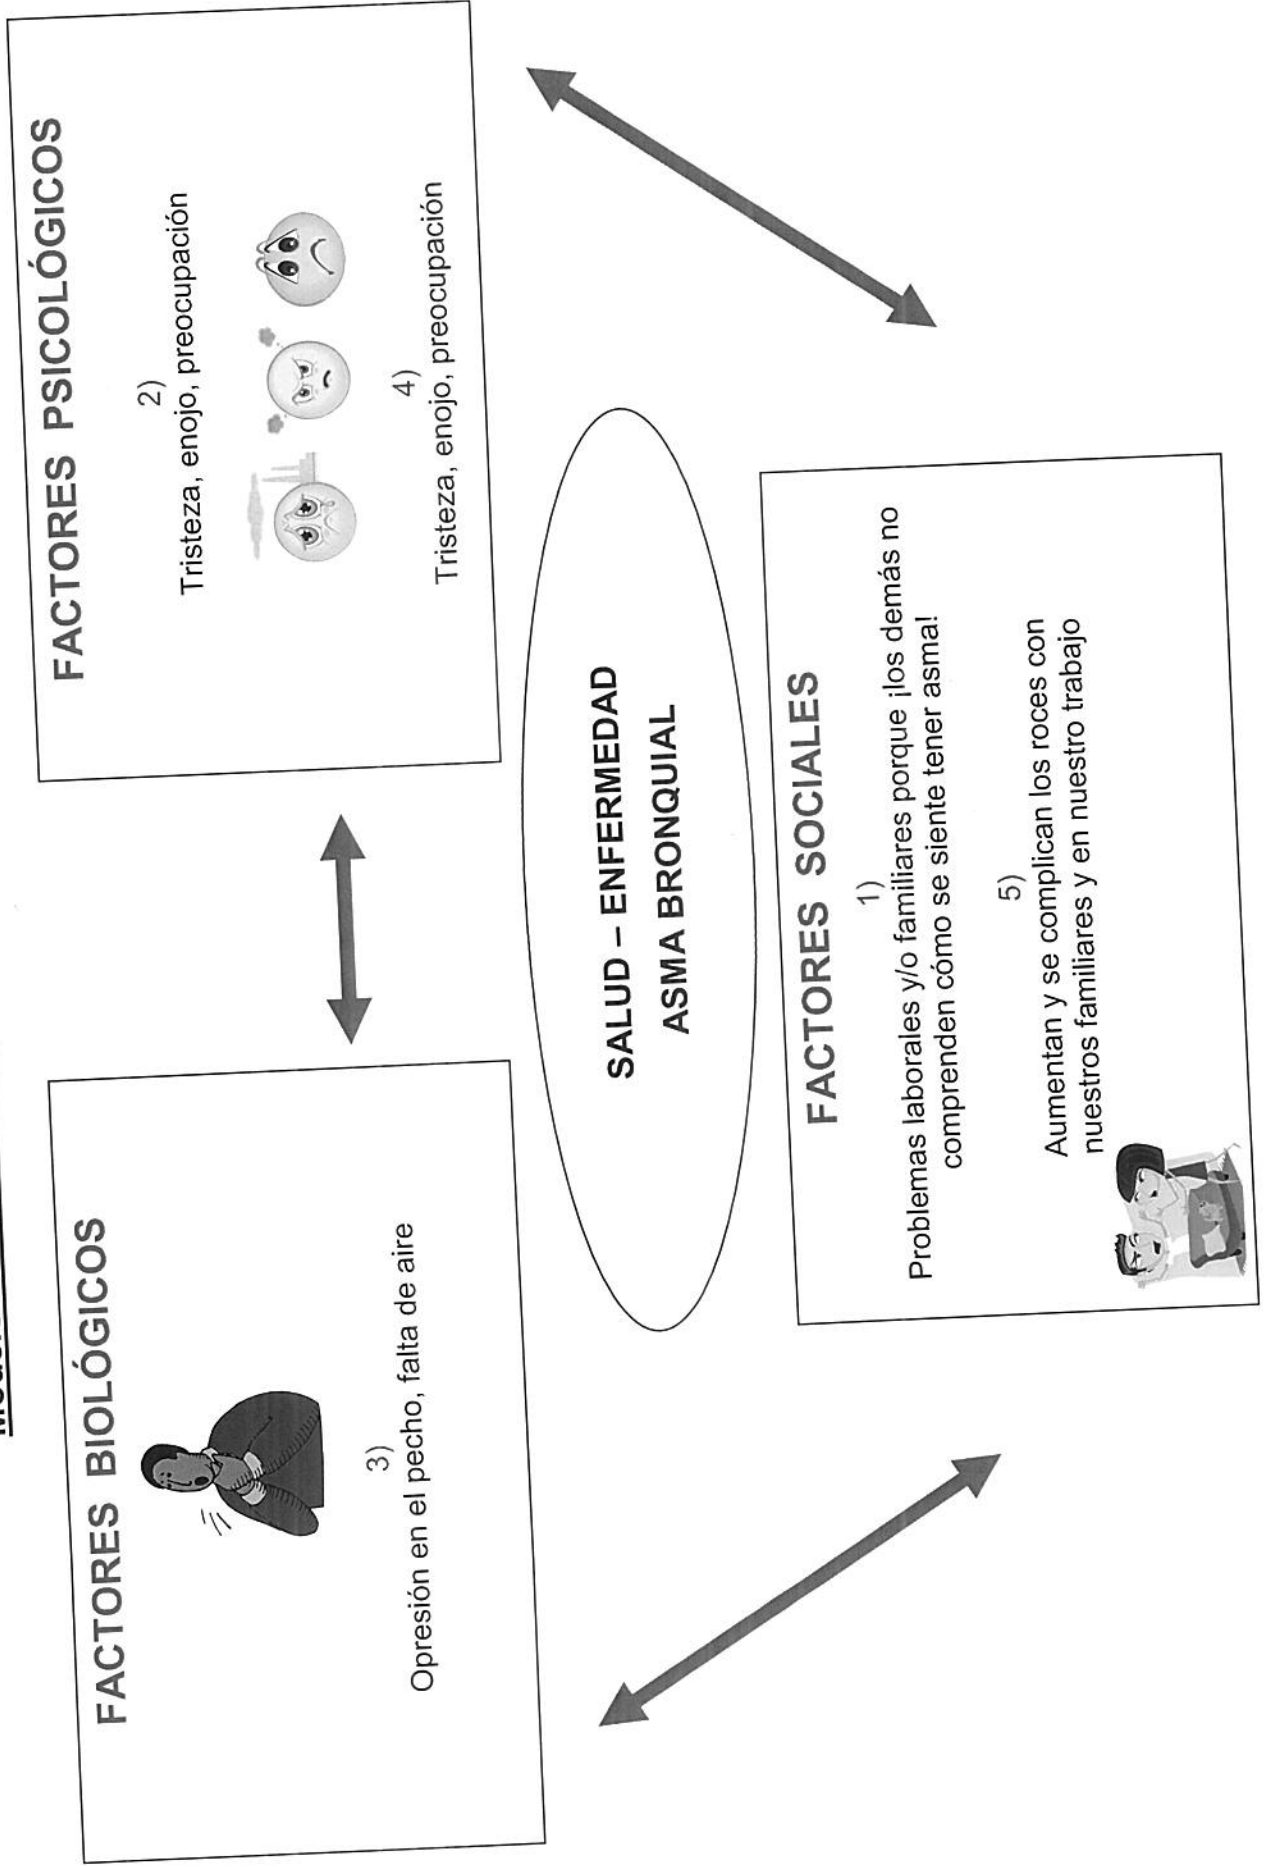 FACTORES BIOLÓGICOS
3)
Opresión en el pecho, falta de aire
FACTORES PSICOLÓGICOS
2)
Tristeza, enojo, preocupación
4)
Tristeza, enojo, preocupación
SALUD – ENFERMEDAD
ASMA BRONQUIAL
FACTORES SOCIALES
1)
Problemas laborales y/o familiares porque ¡los demás no
comprenden cómo se siente tener asma!
5)
Aumentan y se complican los roces con
nuestros familiares y en nuestro trabajo